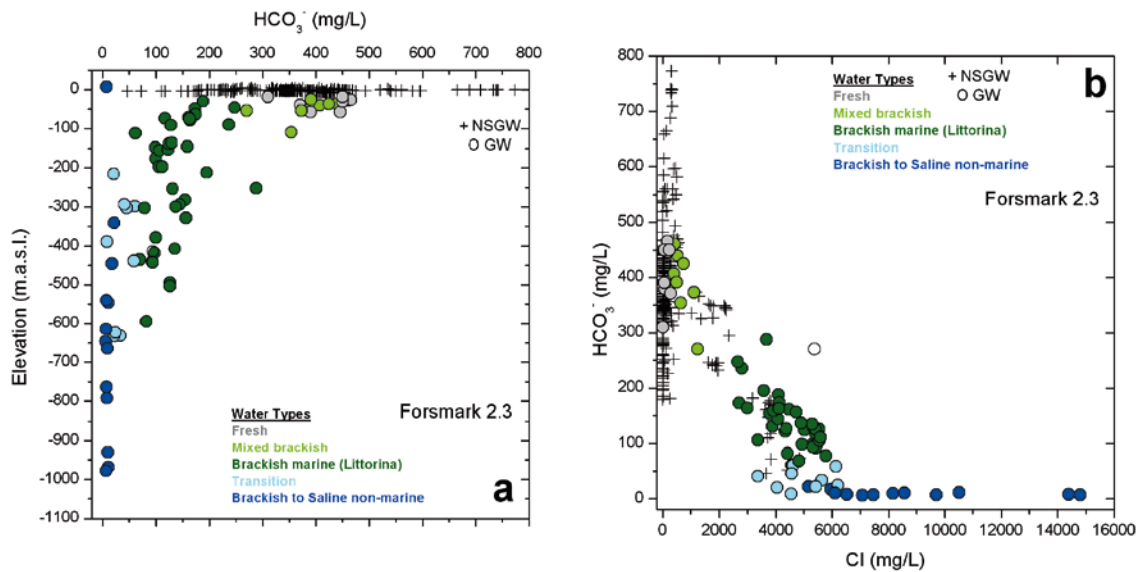 HCO3- (mg/L)
0 100 200 300 400 500 600 700 800
0
-100
-200
-300
-400
-500
-600
-700
-800
-900
-1000
-1100
Elevation (m.a.s.l.)
+ NSGW
O GW
Water Types
Fresh
Mixed brackish
Brackish marine (Littorina)
Transition
Brackish to Saline non-marine
Forsmark 2.3
a
800
700
600
500
400
300
200
100
0
HCO3- (mg/L)
Water Types
Fresh
Mixed brackish
Brackish marine (Littorina)
Transition
Brackish to Saline non-marine
+ NSGW
O GW
b
Forsmark 2.3
0 2000 4000 6000 8000 10000 12000 14000 16000
Cl (mg/L)